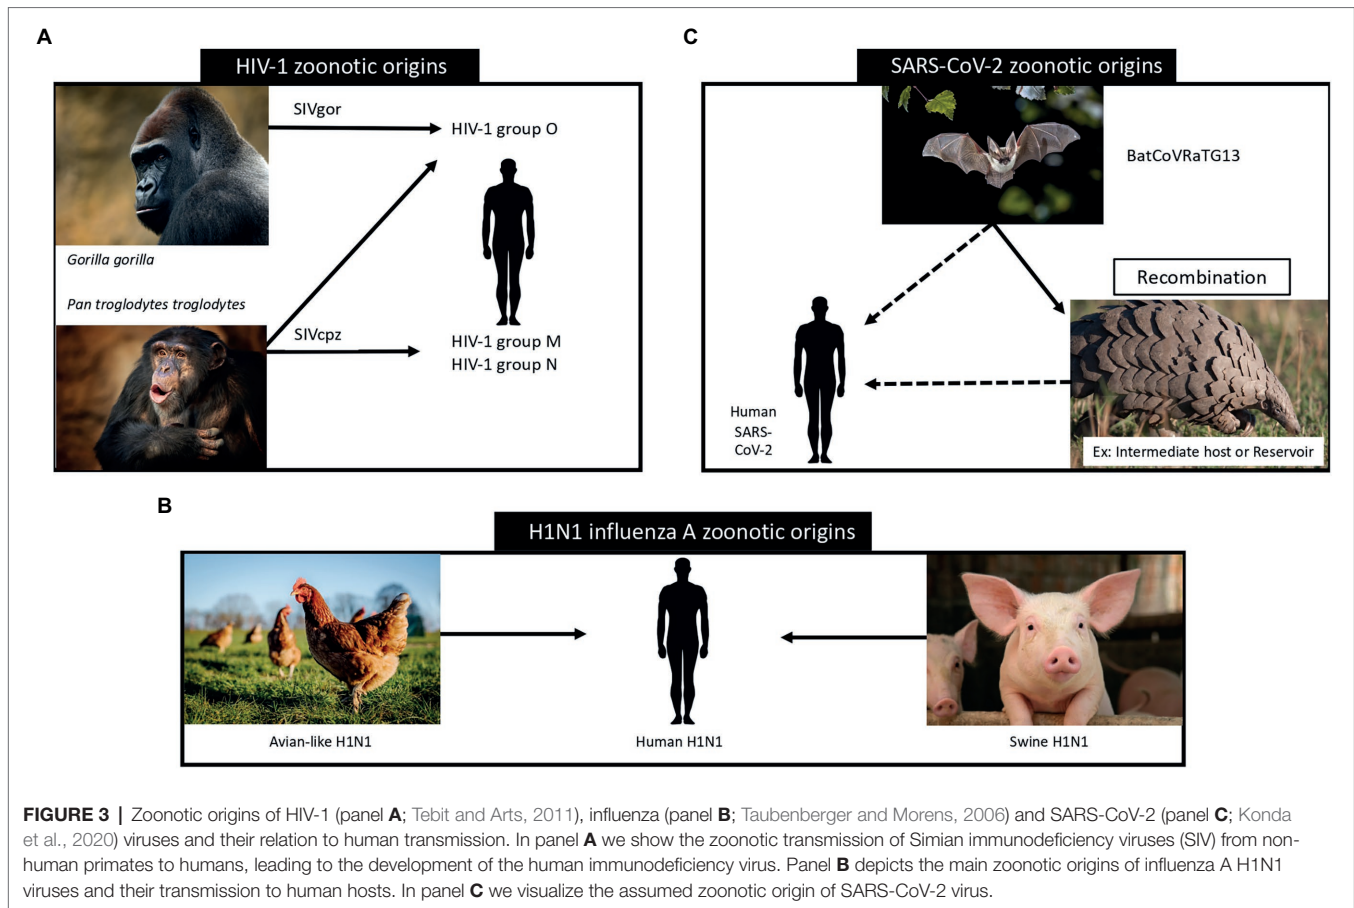 A
HIV-1 zoonotic origins
SIVgor
HIV-1 group O
Gorilla gorilla
Pan troglodytes troglodytes
SIVcpz
HIV-1 group M
HIV-1 group N
C
SARS-CoV-2 zoonotic origins
BatCoVRaTG13
Recombination
Human
SARS-
CoV-2
Ex: Intermediate host or Reservoir
B
H1N1 influenza A zoonotic origins
Avian-like H1N1
Human H1N1
Swine H1N1
FIGURE 3 | Zoonotic origins of HIV-1 (panel A; Tebit and Arts, 2011), influenza (panel B; Taubenberger and Morens, 2006) and SARS-CoV-2 (panel C; Konda
et al., 2020) viruses and their relation to human transmission. In panel A we show the zoonotic transmission of Simian immunodeficiency viruses (SIV) from non-
human primates to humans, leading to the development of the human immunodeficiency virus. Panel B depicts the main zoonotic origins of influenza A H1N1
viruses and their transmission to human hosts. In panel C we visualize the assumed zoonotic origin of SARS-CoV-2 virus.